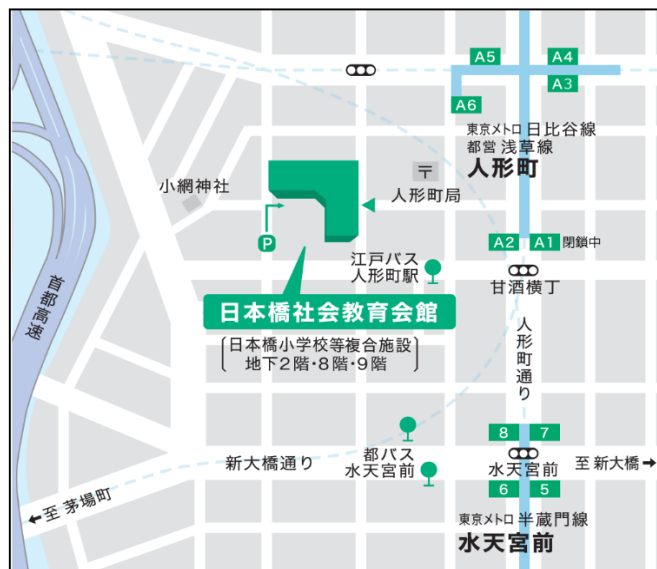 A5
A4
A3
A6
東京メトロ 日比谷線
都営 浅草線
人形町
〒
人形町局
小網神社
P
A2
A1
閉鎖中
江戸バス
人形町駅
甘酒横丁
首都高速
日本橋社会教育会館
日本橋小学校等複合施設
地下2階・8階・9階
人形町通り
8
7
新大橋通り
都バス
水天宮前
水天宮前
至 新大橋→
6
5
←至 茅場町
東京メトロ 半蔵門線
水天宮前